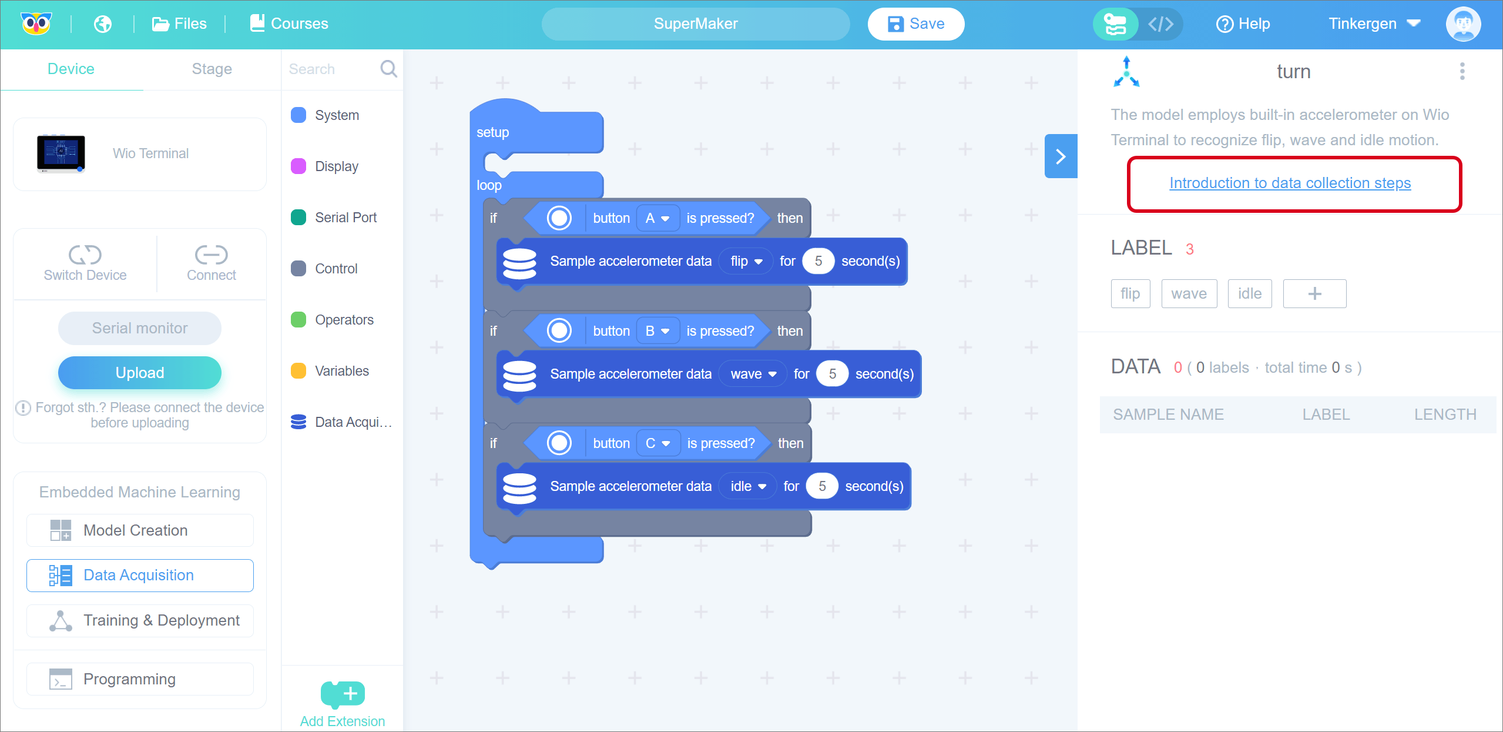 Files
Courses
SuperMaker
Save
</>
Help
Tinkergen
Device
Stage
Wio Terminal
Switch Device
Connect
Serial monitor
Upload
Forgot sth.? Please connect the device
before uploading
Embedded Machine Learning
Model Creation
Data Acquisition
Training & Deployment
Programming
Search
System
Display
Serial Port
Control
Operators
Variables
Data Acqui...
Add Extension
setup
loop
if button A is pressed? then
Sample accelerometer data flip for 5 second(s)
if button B is pressed? then
Sample accelerometer data wave for 5 second(s)
if button C is pressed? then
Sample accelerometer data idle for 5 second(s)
turn
The model employs built-in accelerometer on Wio
Terminal to recognize flip, wave and idle motion.
Introduction to data collection steps
LABEL 3
flip wave idle +
DATA 0 ( 0 labels · total time 0 s )
SAMPLE NAME LABEL LENGTH